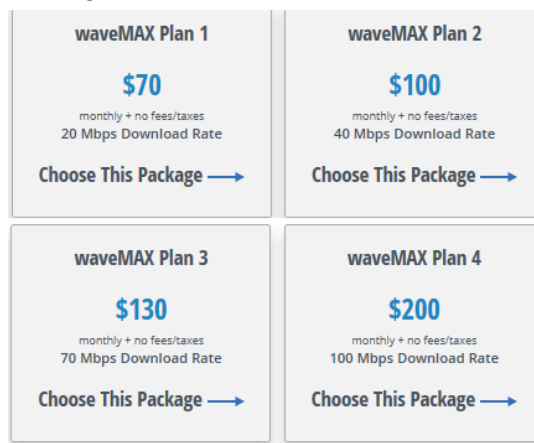 waveMAX Plan 1
$70
monthly + no fees/taxes
20 Mbps Download Rate
Choose This Package
waveMAX Plan 2
$100
monthly + no fees/taxes
40 Mbps Download Rate
Choose This Package
waveMAX Plan 3
$130
monthly + no fees/taxes
70 Mbps Download Rate
Choose This Package
waveMAX Plan 4
$200
monthly + no fees/taxes
100 Mbps Download Rate
Choose This Package